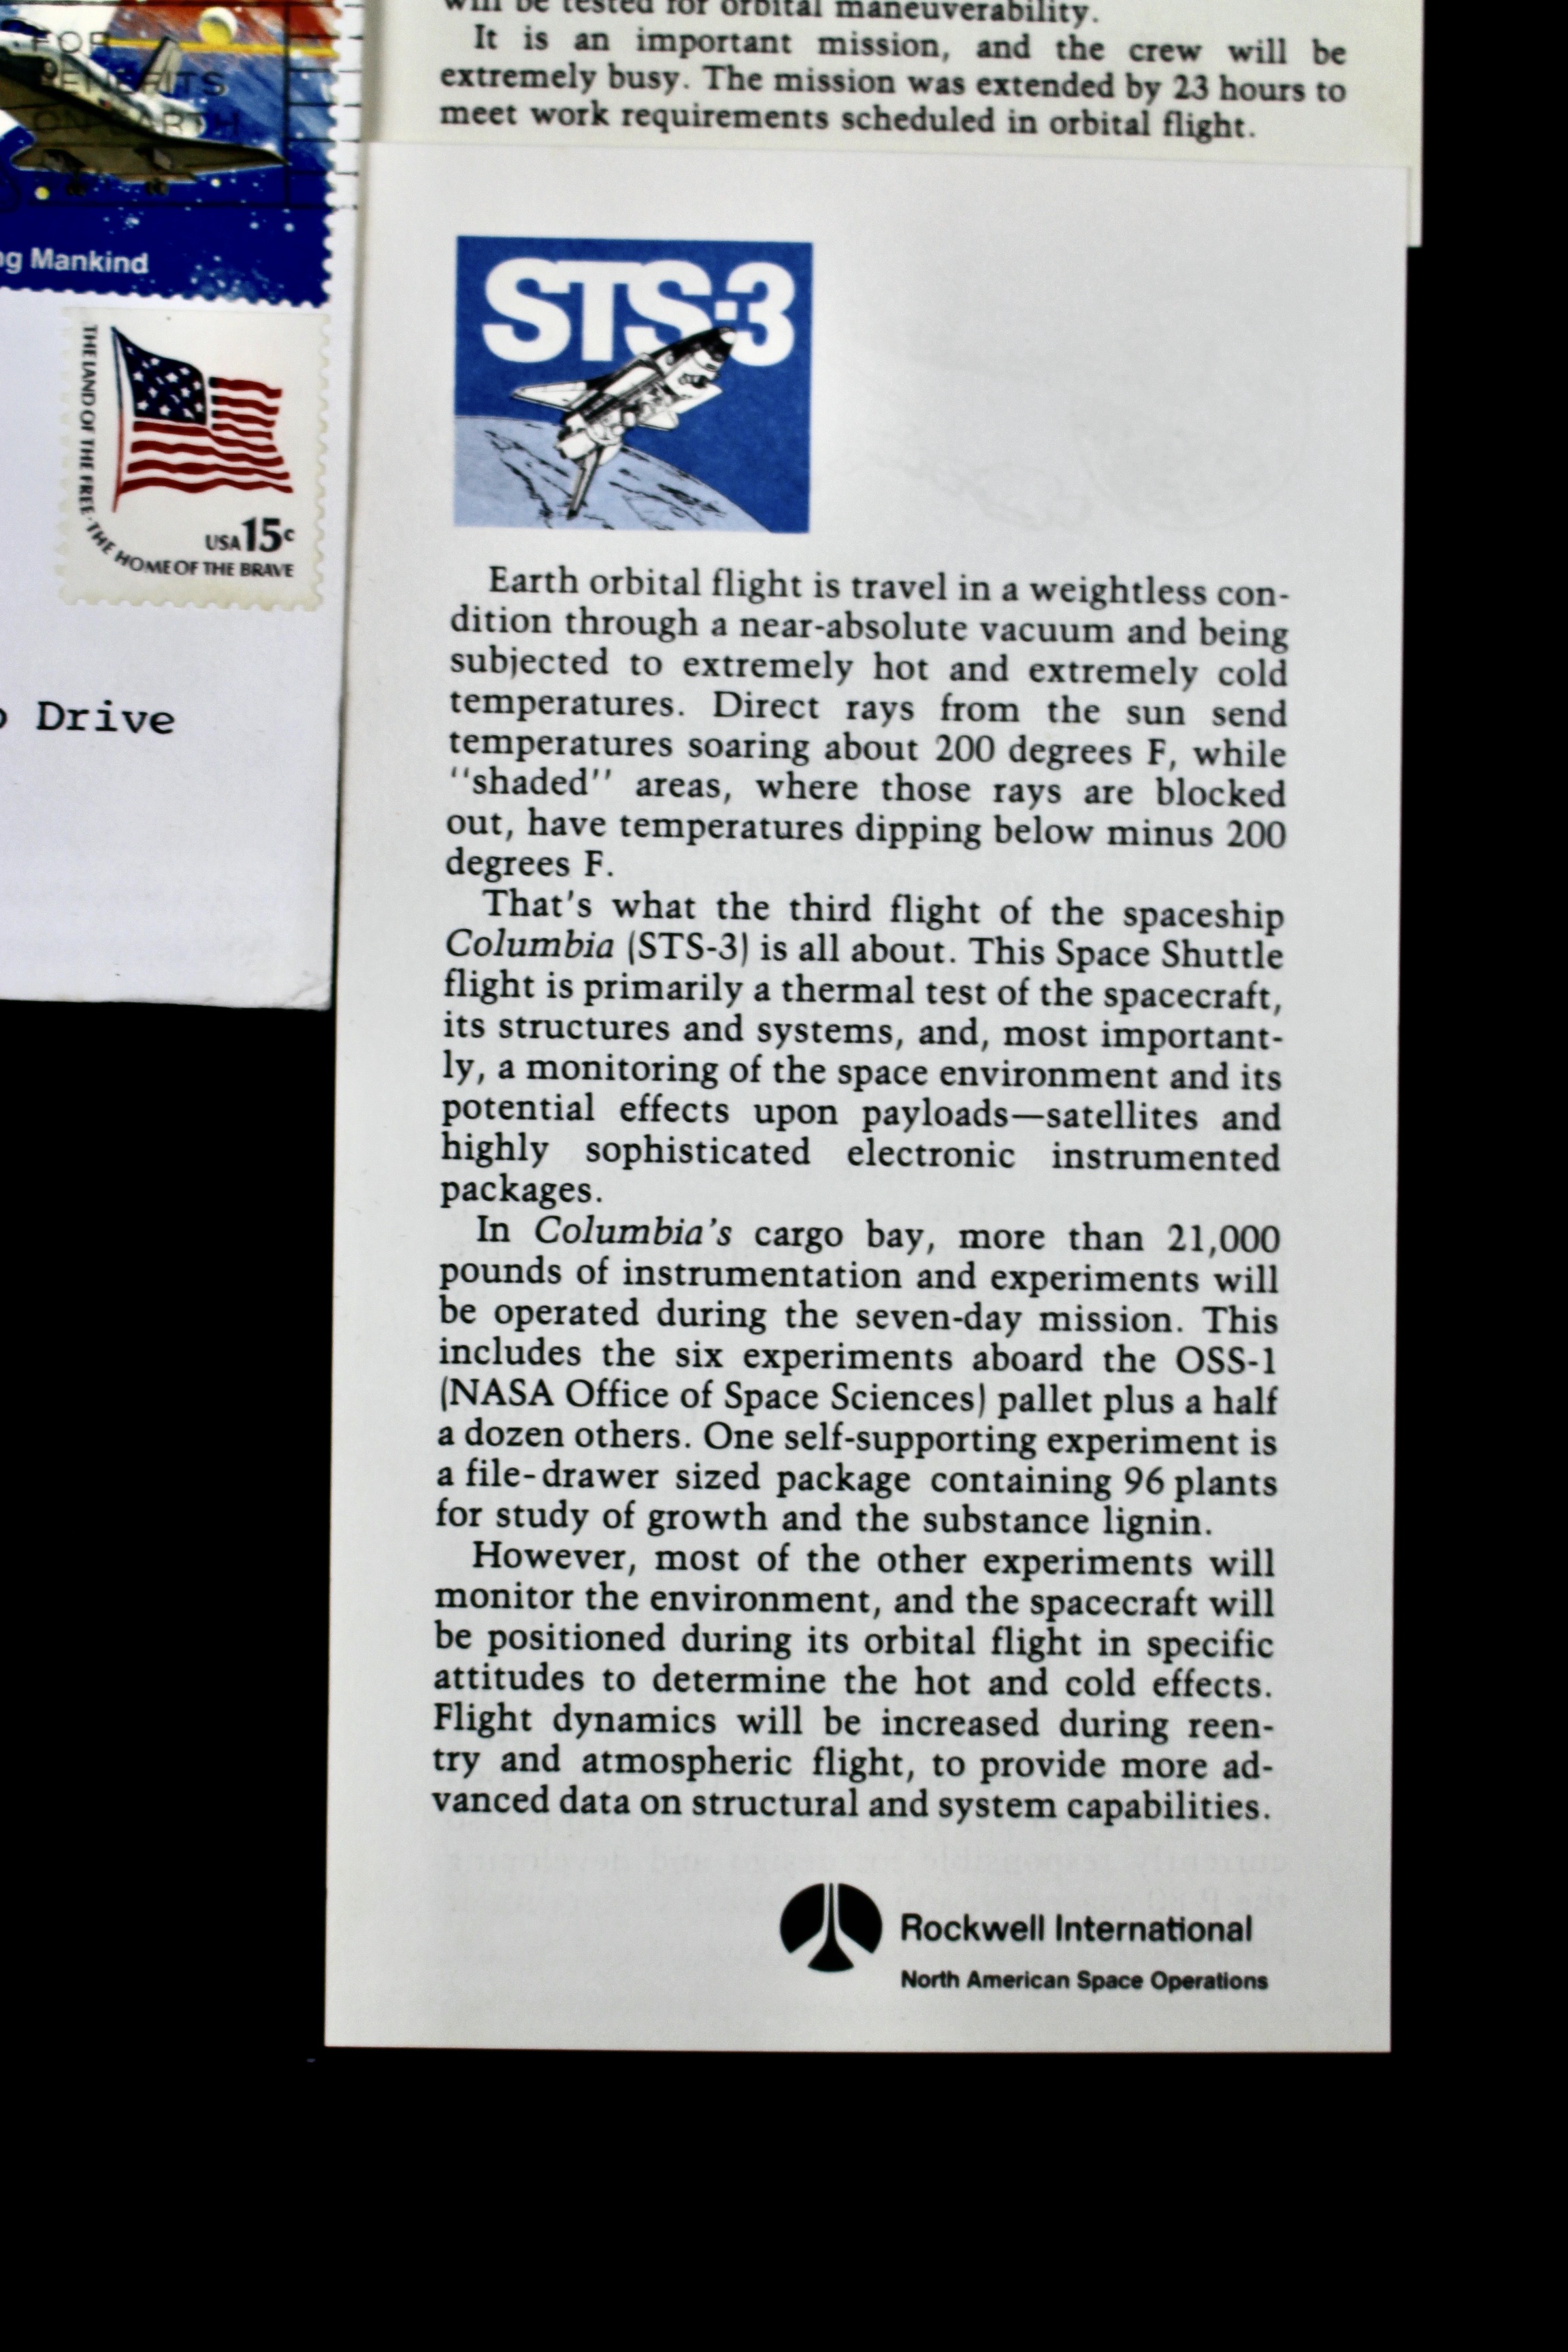 will be tested for orbital maneuverability.
It is an important mission, and the crew will be
extremely busy. The mission was extended by 23 hours to
meet work requirements scheduled in orbital flight.
FOR
BENEFITS
ON EARTH
ng Mankind
THE LAND OF THE FREE · THE HOME OF THE BRAVE
USA 15c
Drive
STS-3
Earth orbital flight is travel in a weightless con-
dition through a near-absolute vacuum and being
subjected to extremely hot and extremely cold
temperatures. Direct rays from the sun send
temperatures soaring about 200 degrees F, while
''shaded'' areas, where those rays are blocked
out, have temperatures dipping below minus 200
degrees F.
That's what the third flight of the spaceship
Columbia (STS-3) is all about. This Space Shuttle
flight is primarily a thermal test of the spacecraft,
its structures and systems, and, most important-
ly, a monitoring of the space environment and its
potential effects upon payloads—satellites and
highly sophisticated electronic instrumented
packages.
In Columbia's cargo bay, more than 21,000
pounds of instrumentation and experiments will
be operated during the seven-day mission. This
includes the six experiments aboard the OSS-1
(NASA Office of Space Sciences) pallet plus a half
a dozen others. One self-supporting experiment is
a file-drawer sized package containing 96 plants
for study of growth and the substance lignin.
However, most of the other experiments will
monitor the environment, and the spacecraft will
be positioned during its orbital flight in specific
attitudes to determine the hot and cold effects.
Flight dynamics will be increased during reen-
try and atmospheric flight, to provide more ad-
vanced data on structural and system capabilities.
Rockwell International
North American Space Operations